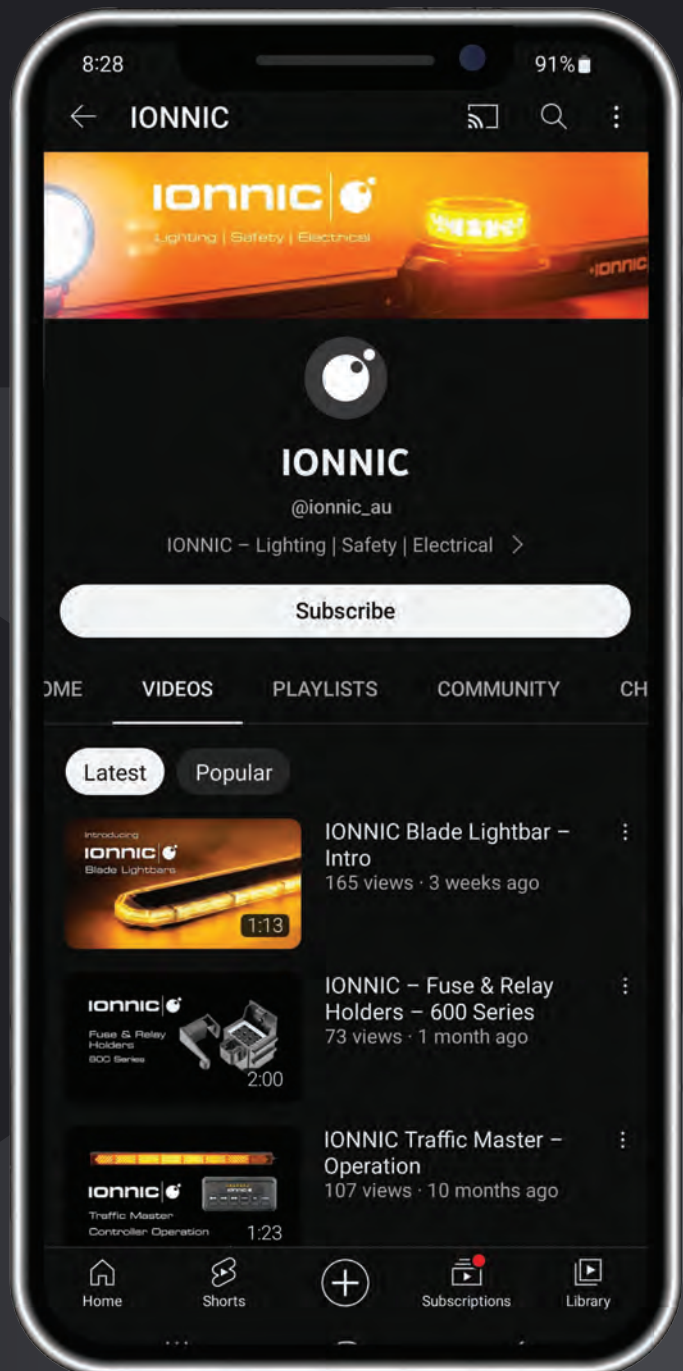 8:28
91%
IONNIC
IONNIC
Lighting | Safety | Electrical
IONNIC
IONNIC
@ionnic_au
IONNIC – Lighting | Safety | Electrical
Subscribe
OME VIDEOS PLAYLISTS COMMUNITY CH
Latest Popular
Introducing
IONNIC
Blade Lightbars
1:13
IONNIC Blade Lightbar –
Intro
165 views · 3 weeks ago
IONNIC
Fuse & Relay
Holders
600 Series
2:00
IONNIC – Fuse & Relay
Holders – 600 Series
73 views · 1 month ago
IONNIC
Traffic Master
Controller Operation
1:23
IONNIC Traffic Master –
Operation
107 views · 10 months ago
Home Shorts Subscriptions Library